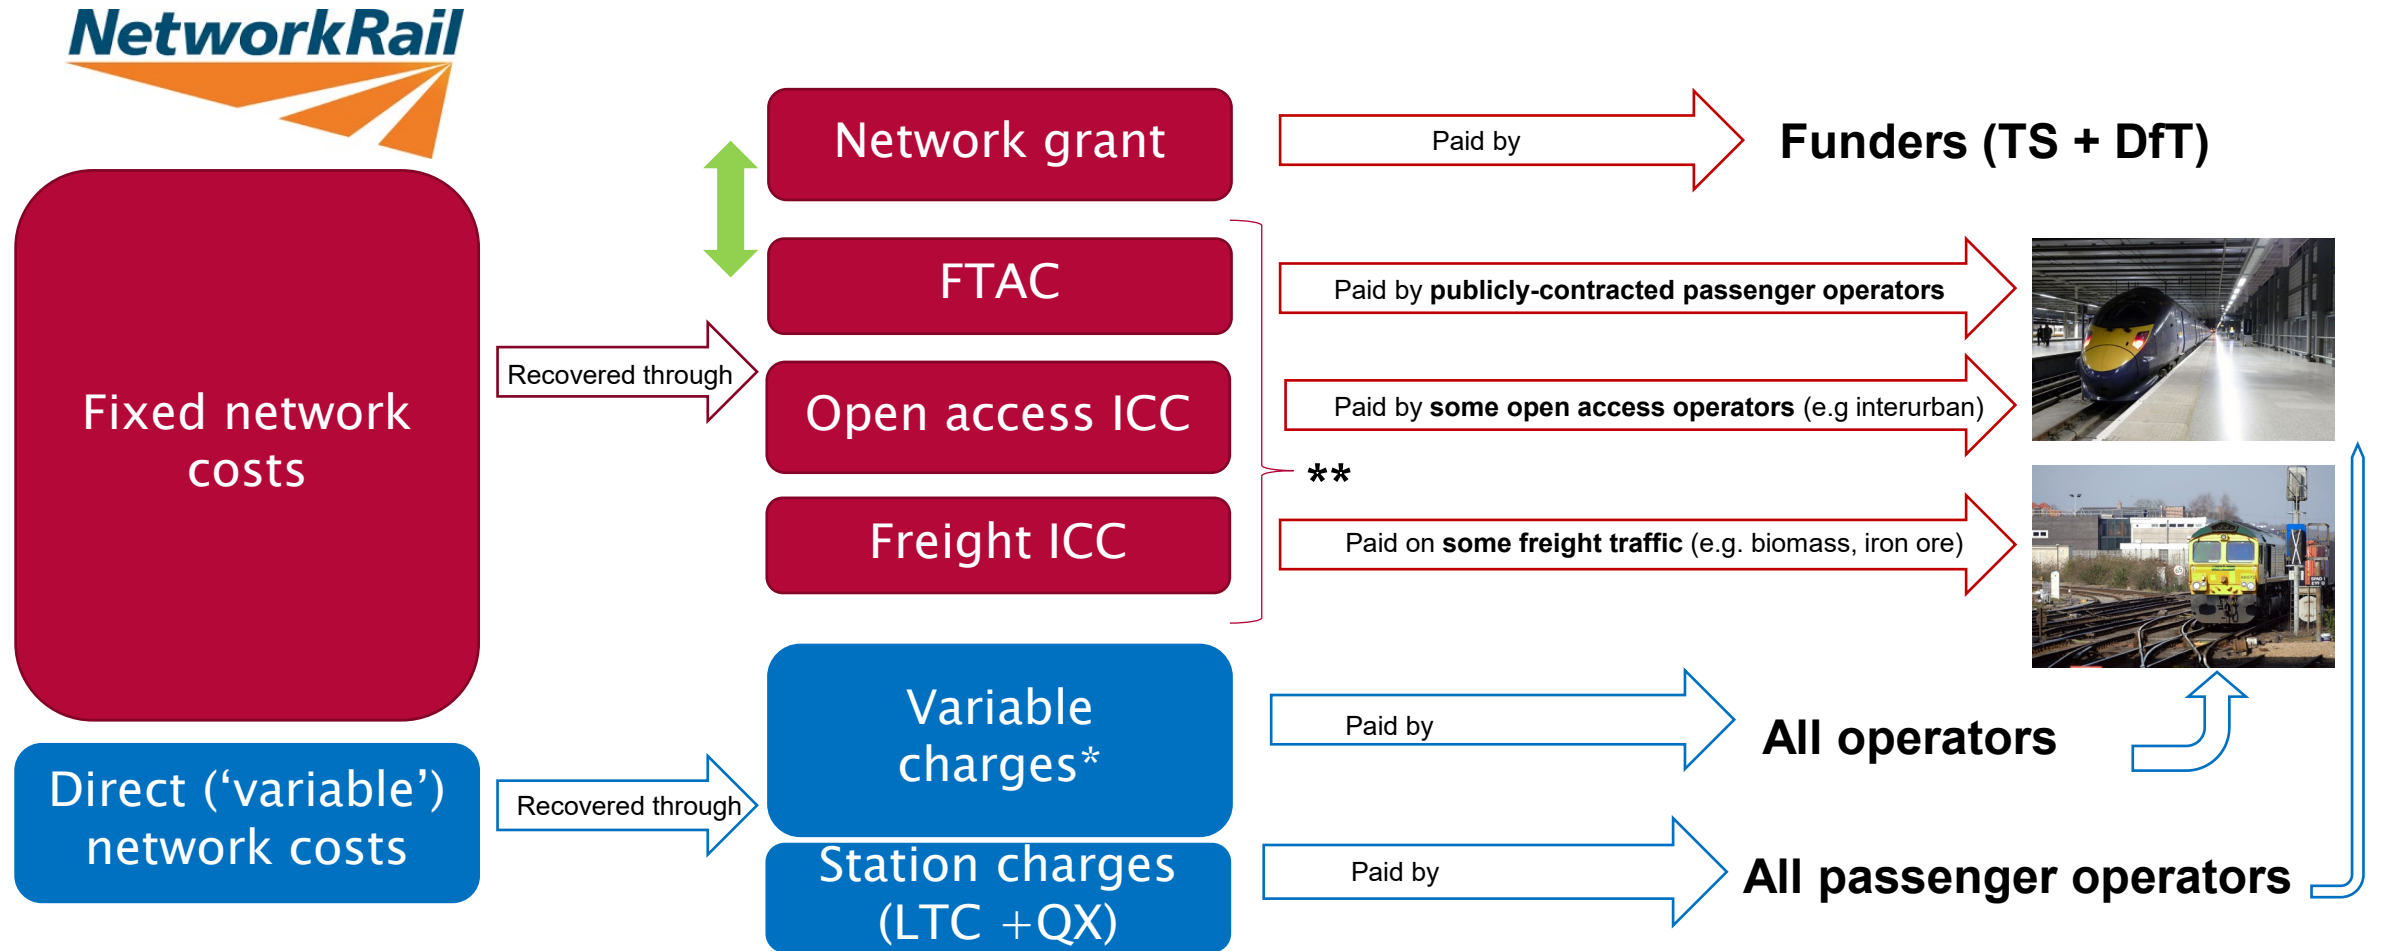 NetworkRail
Network grant
Paid by
Funders (TS + DfT)
FTAC
Paid by publicly-contracted passenger operators
Fixed network
costs
Recovered through
Open access ICC
Paid by some open access operators (e.g interurban)
**
Freight ICC
Paid on some freight traffic (e.g. biomass, iron ore)
Direct (‘variable’)
network costs
Recovered through
Variable
charges*
Paid by
All operators
Station charges
(LTC +QX)
Paid by
All passenger operators